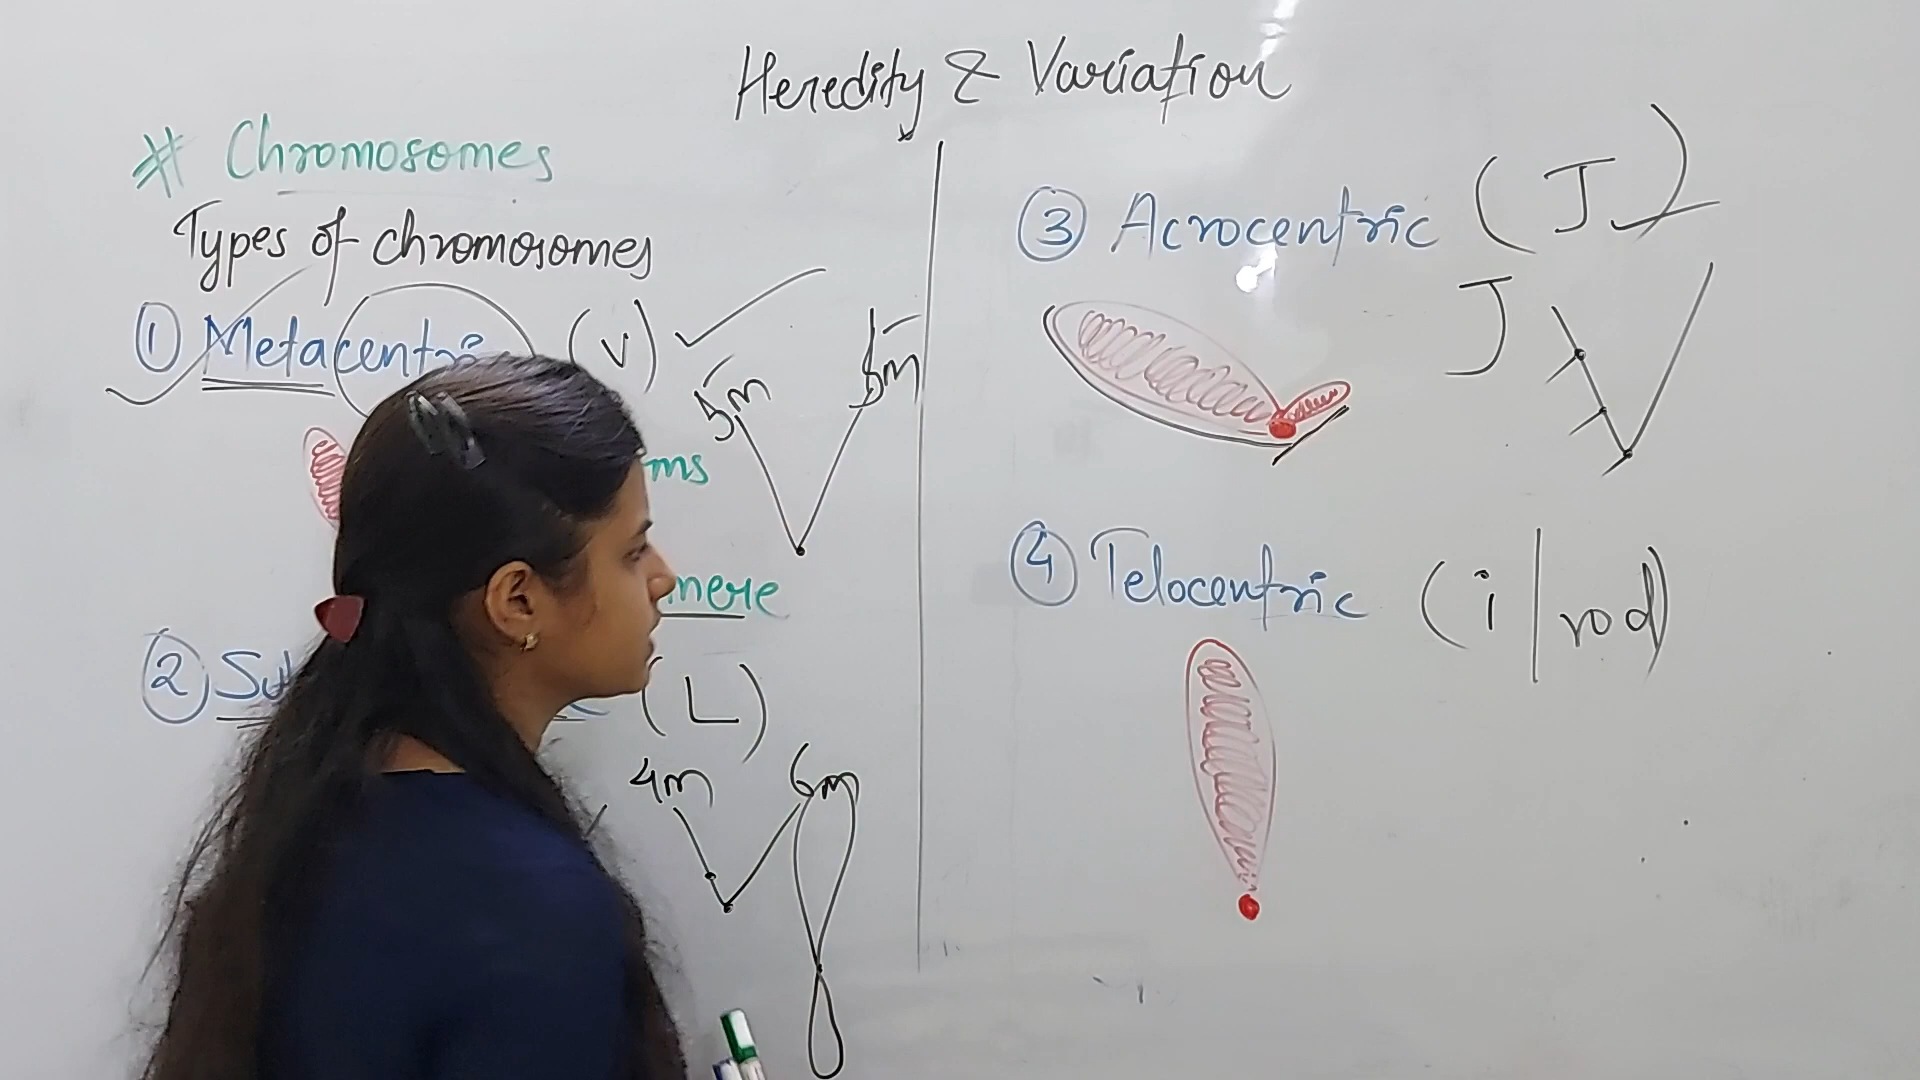 Heredity & Variation
# Chromosomes
Types of chromosomes
① Metacentric (V)
5m 5m
ms
mere
② Su (L)
4m 6m
③ Acrocentric (J)
J
④ Telocentric (i/rod)